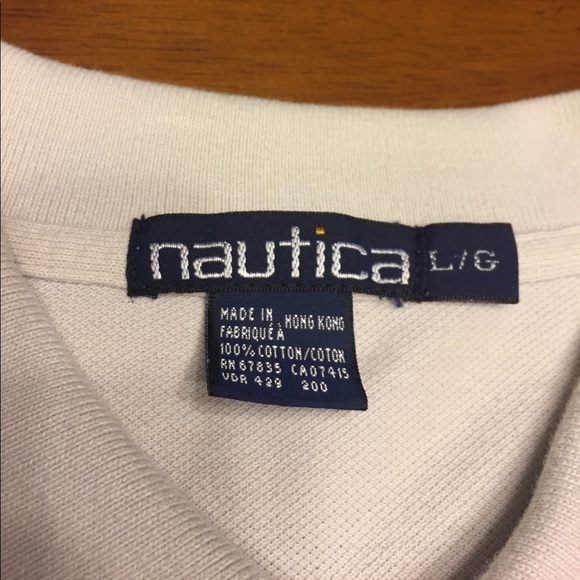 nautica
L/G
MADE IN HONG KONG
FABRIQUÉ À
100% COTTON/COTON
RN 67835 CA07415
VDR 429 200